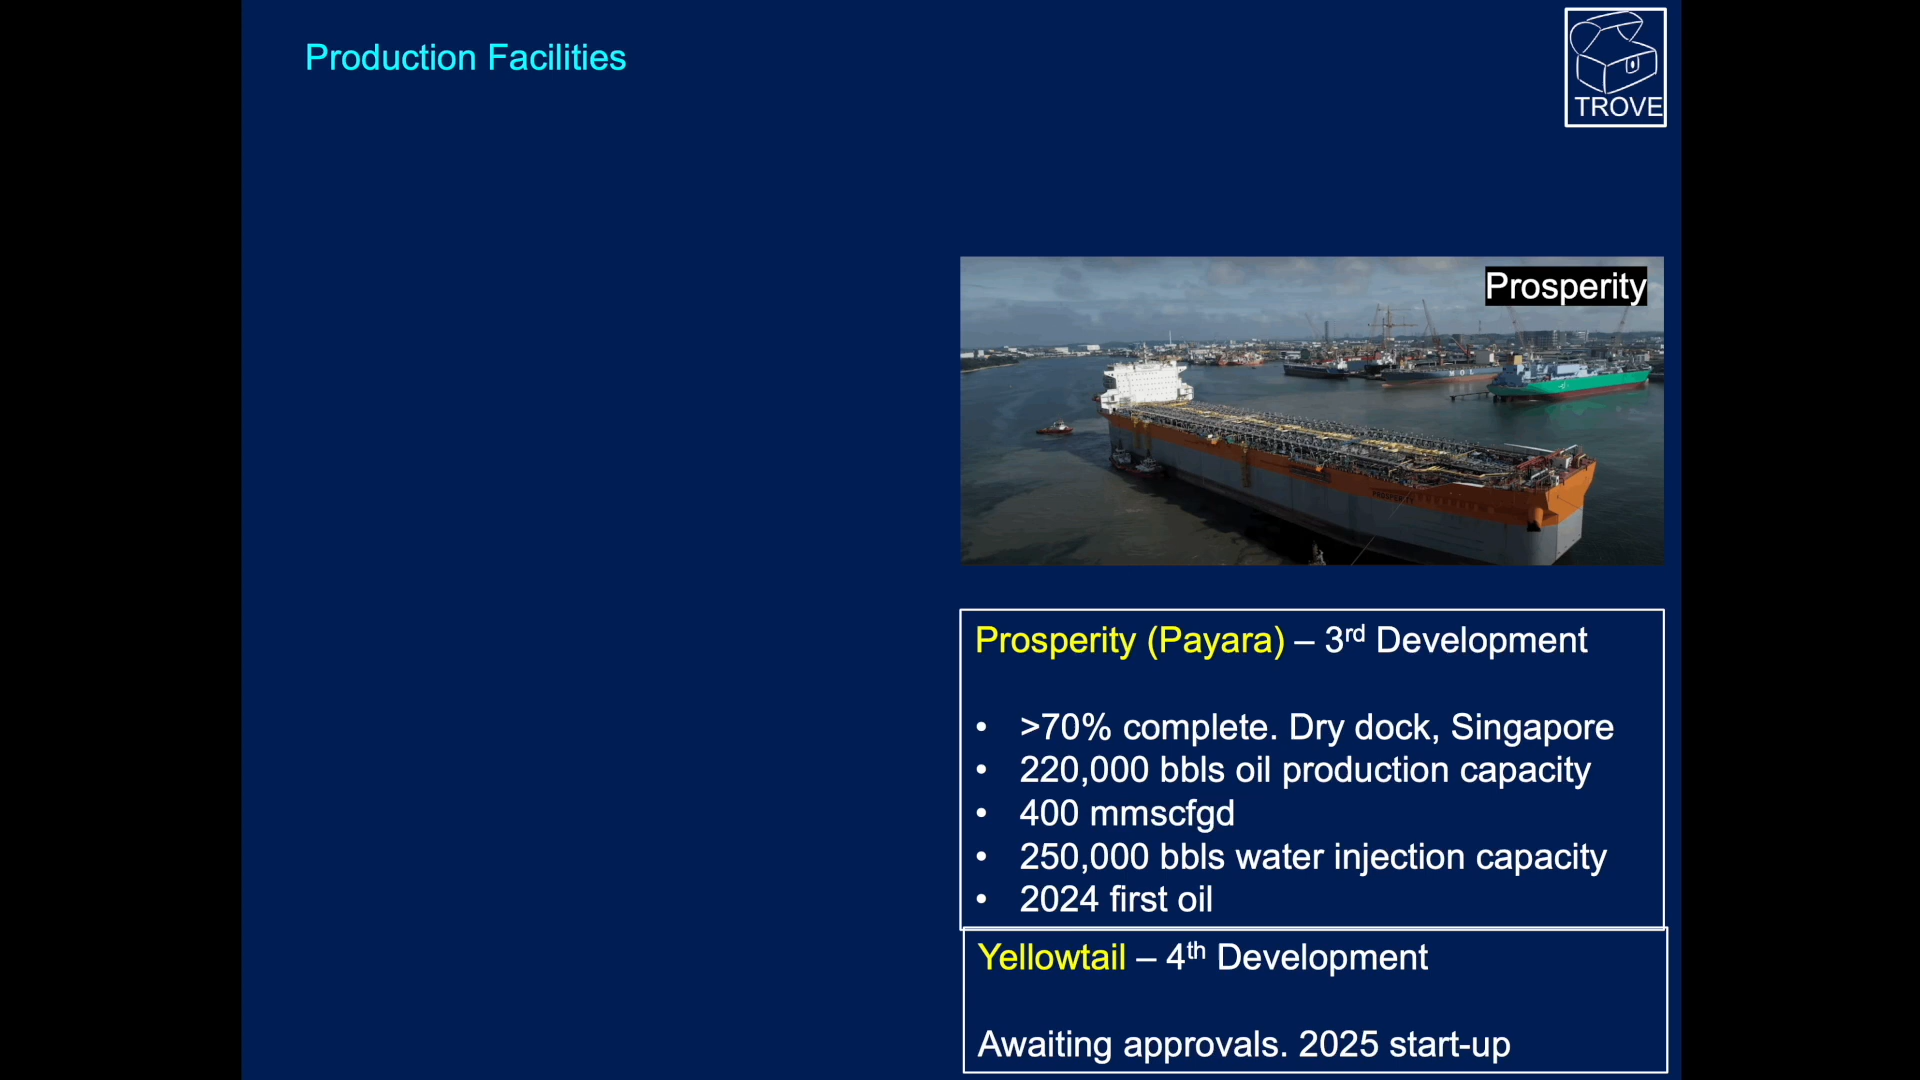 Production Facilities
TROVE
Prosperity
MOL
PROSPERITY
Prosperity (Payara) – 3rd Development
• >70% complete. Dry dock, Singapore
• 220,000 bbls oil production capacity
• 400 mmscfgd
• 250,000 bbls water injection capacity
• 2024 first oil
Yellowtail – 4th Development
Awaiting approvals. 2025 start-up